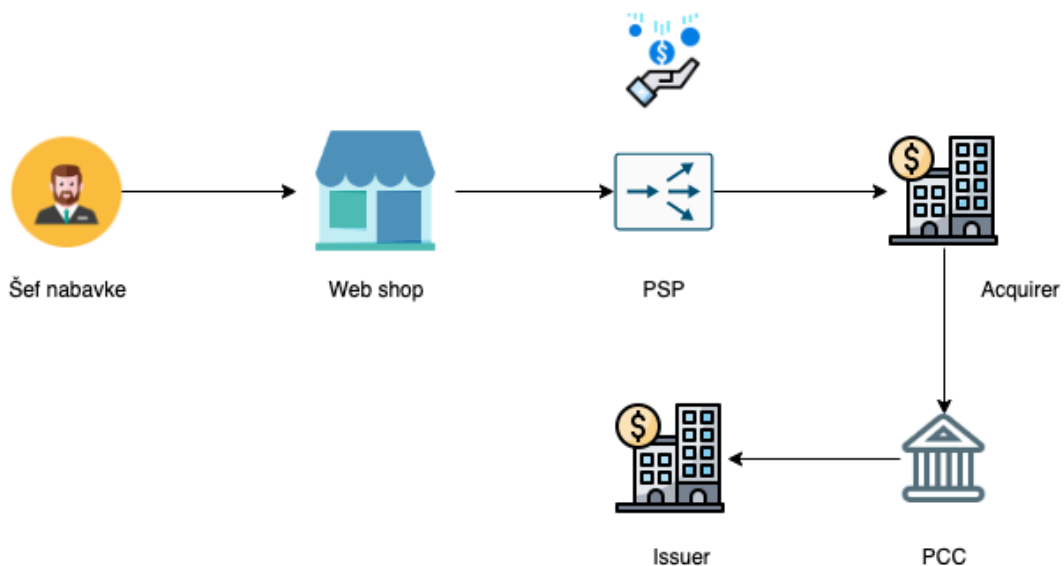 Šef nabavke
Web shop
PSP
Acquirer
Issuer
PCC
$
$
$